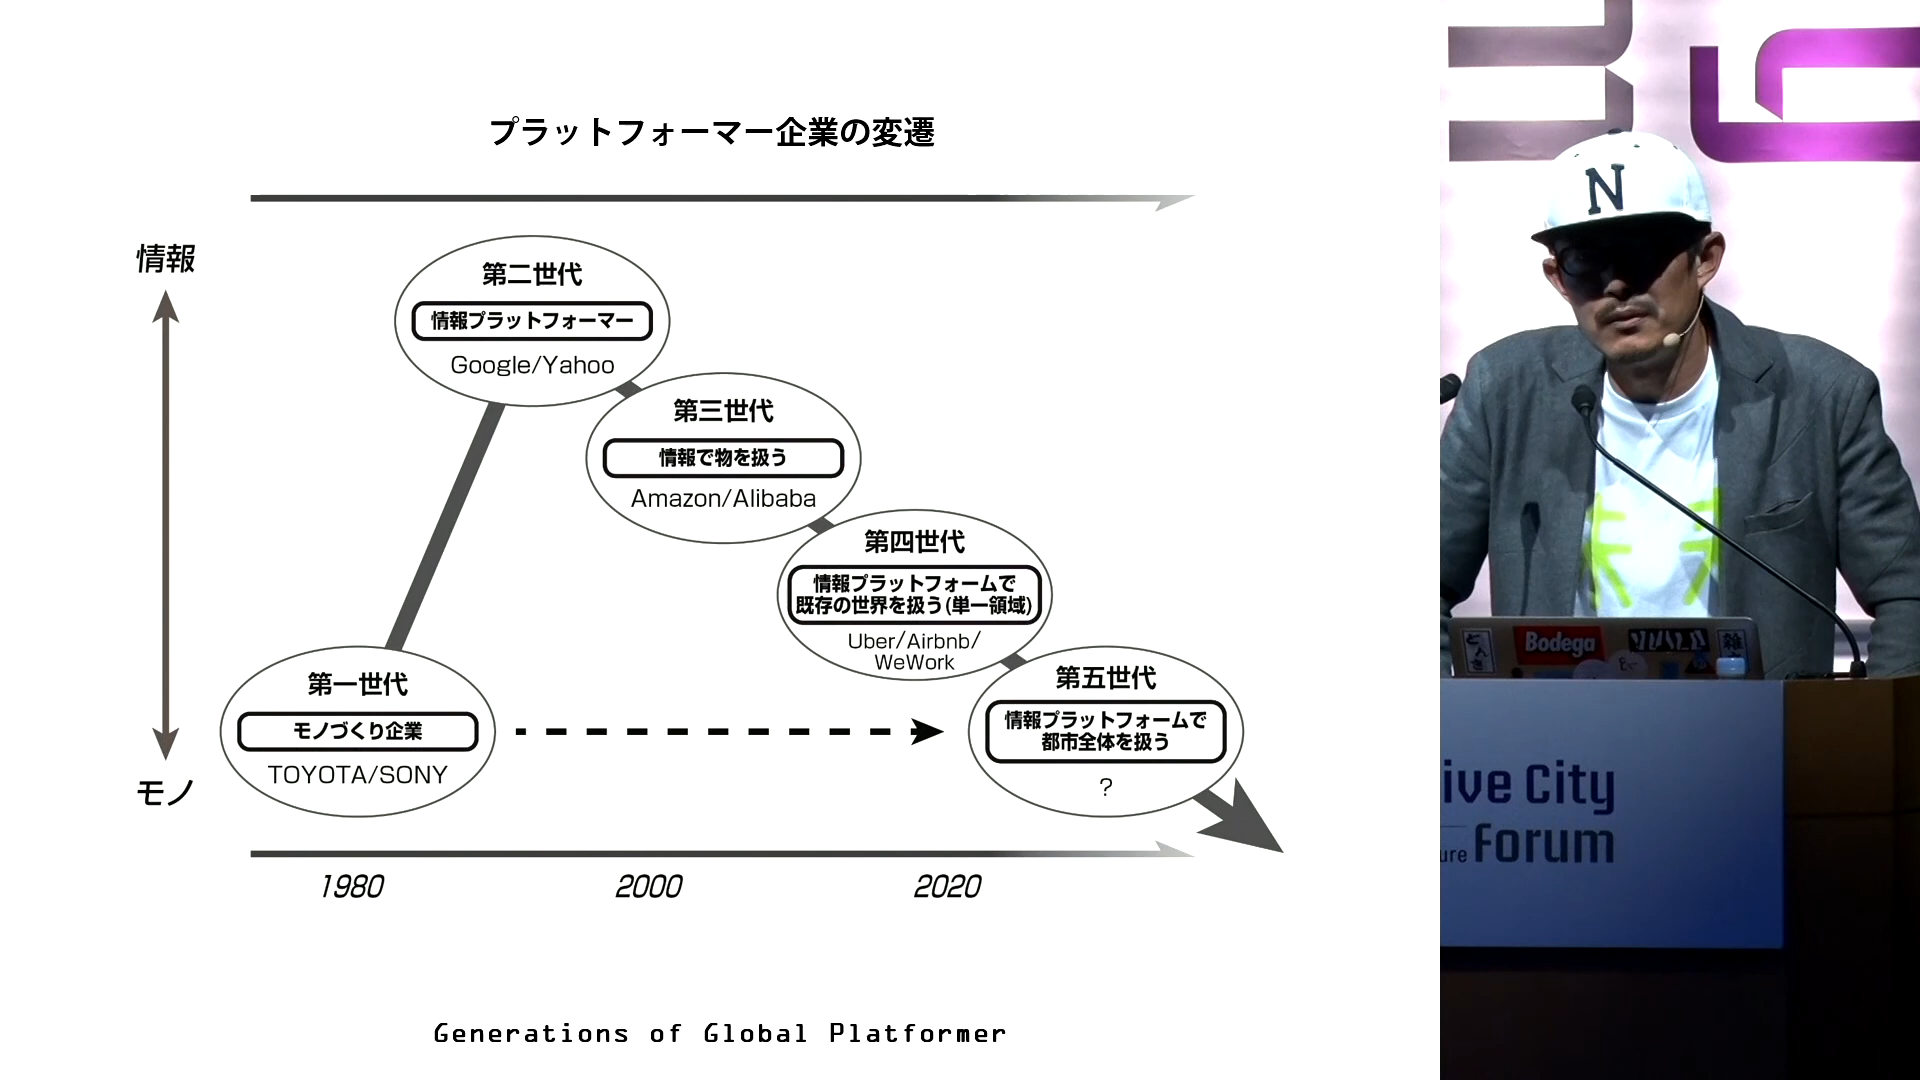 プラットフォーマー企業の変遷
情報
モノ
第二世代
情報プラットフォーマー
Google/Yahoo
第三世代
情報で物を扱う
Amazon/Alibaba
第四世代
情報プラットフォームで
既存の世界を扱う(単一領域)
Uber/Airbnb/
WeWork
第一世代
モノづくり企業
TOYOTA/SONY
第五世代
情報プラットフォームで
都市全体を扱う
?
1980
2000
2020
Generations of Global Platformer
N
Bodega
ive City
ure Forum